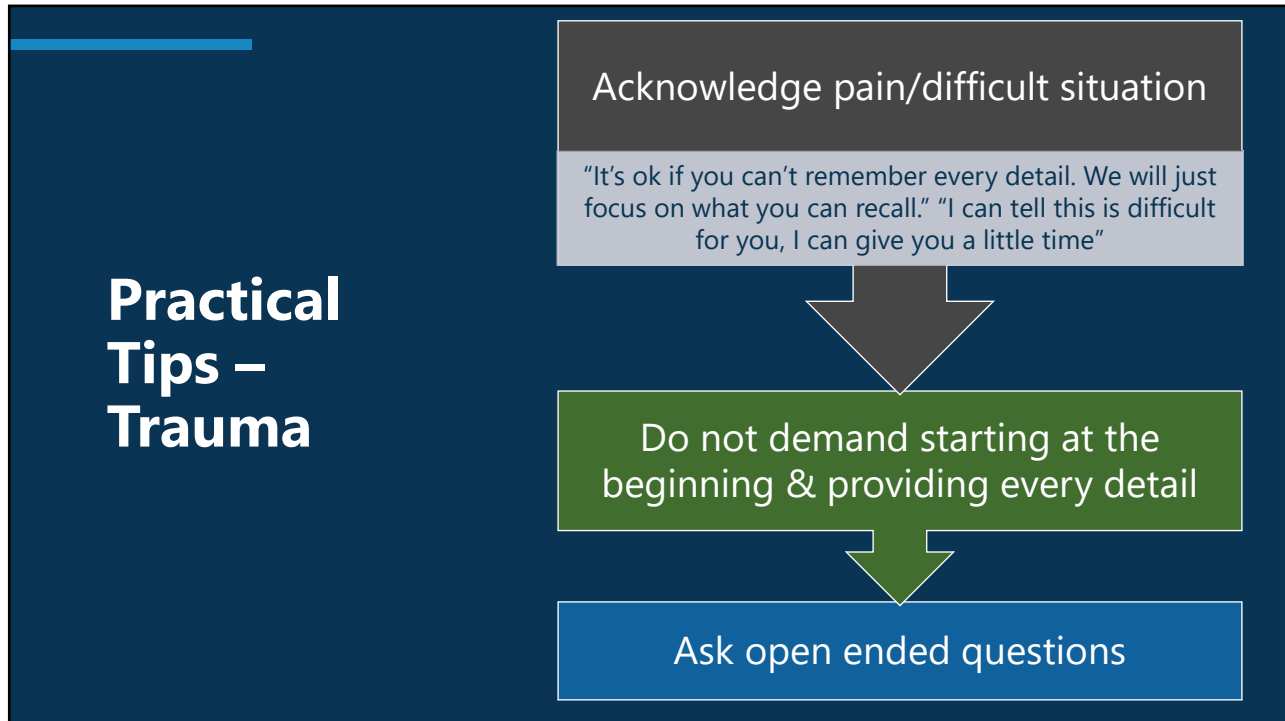 Practical
Tips –
Trauma
Acknowledge pain/difficult situation
“It’s ok if you can’t remember every detail. We will just
focus on what you can recall.” “I can tell this is difficult
for you, I can give you a little time”
Do not demand starting at the
beginning & providing every detail
Ask open ended questions